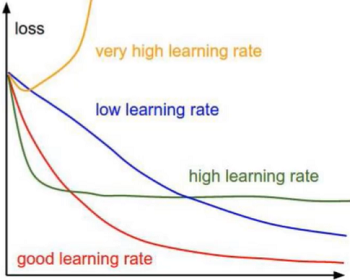 loss
very high learning rate
low learning rate
high learning rate
good learning rate